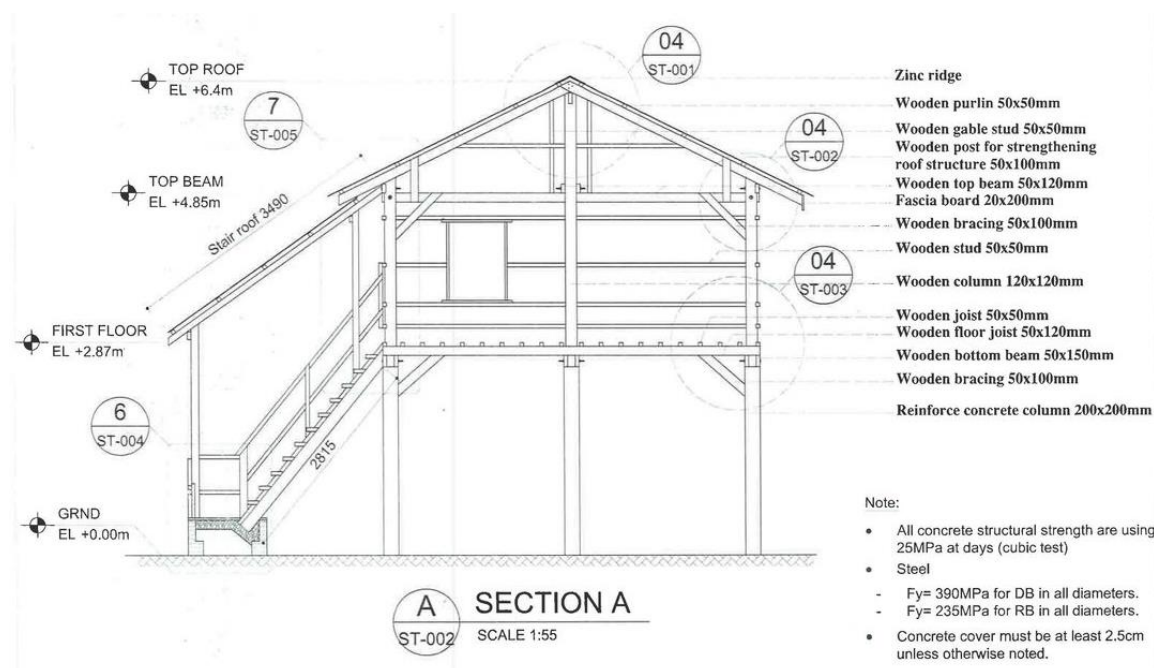 TOP ROOF
EL +6.4m
04
ST-001
7
ST-005
04
ST-002
TOP BEAM
EL +4.85m
Stair roof 3490
04
ST-003
FIRST FLOOR
EL +2.87m
6
ST-004
2815
GRND
EL +0.00m
Zinc ridge
Wooden purlin 50x50mm
Wooden gable stud 50x50mm
Wooden post for strengthening
roof structure 50x100mm
Wooden top beam 50x120mm
Fascia board 20x200mm
Wooden bracing 50x100mm
Wooden stud 50x50mm
Wooden column 120x120mm
Wooden joist 50x50mm
Wooden floor joist 50x120mm
Wooden bottom beam 50x150mm
Wooden bracing 50x100mm
Reinforce concrete column 200x200mm
A
ST-002
SECTION A
SCALE 1:55
Note:
• All concrete structural strength are using
25MPa at days (cubic test)
• Steel
- Fy= 390MPa for DB in all diameters.
- Fy= 235MPa for RB in all diameters.
• Concrete cover must be at least 2.5cm
unless otherwise noted.